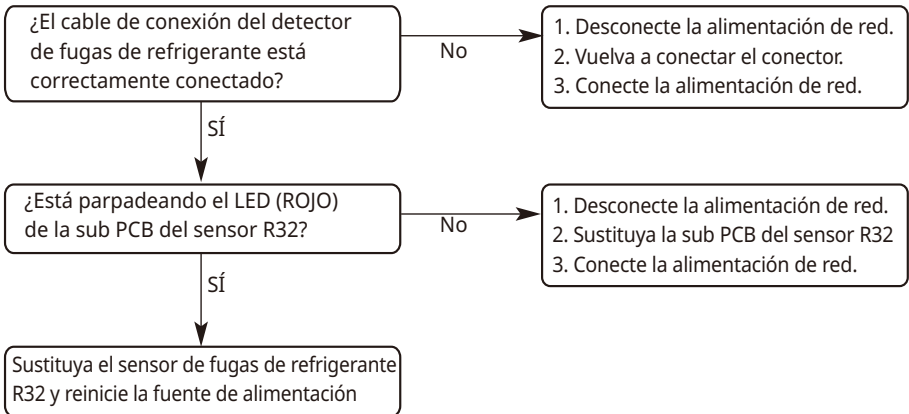 ¿El cable de conexión del detector
de fugas de refrigerante está
correctamente conectado?
No
1. Desconecte la alimentación de red.
2. Vuelva a conectar el conector.
3. Conecte la alimentación de red.
SÍ
¿Está parpadeando el LED (ROJO)
de la sub PCB del sensor R32?
No
1. Desconecte la alimentación de red.
2. Sustituya la sub PCB del sensor R32
3. Conecte la alimentación de red.
SÍ
Sustituya el sensor de fugas de refrigerante
R32 y reinicie la fuente de alimentación